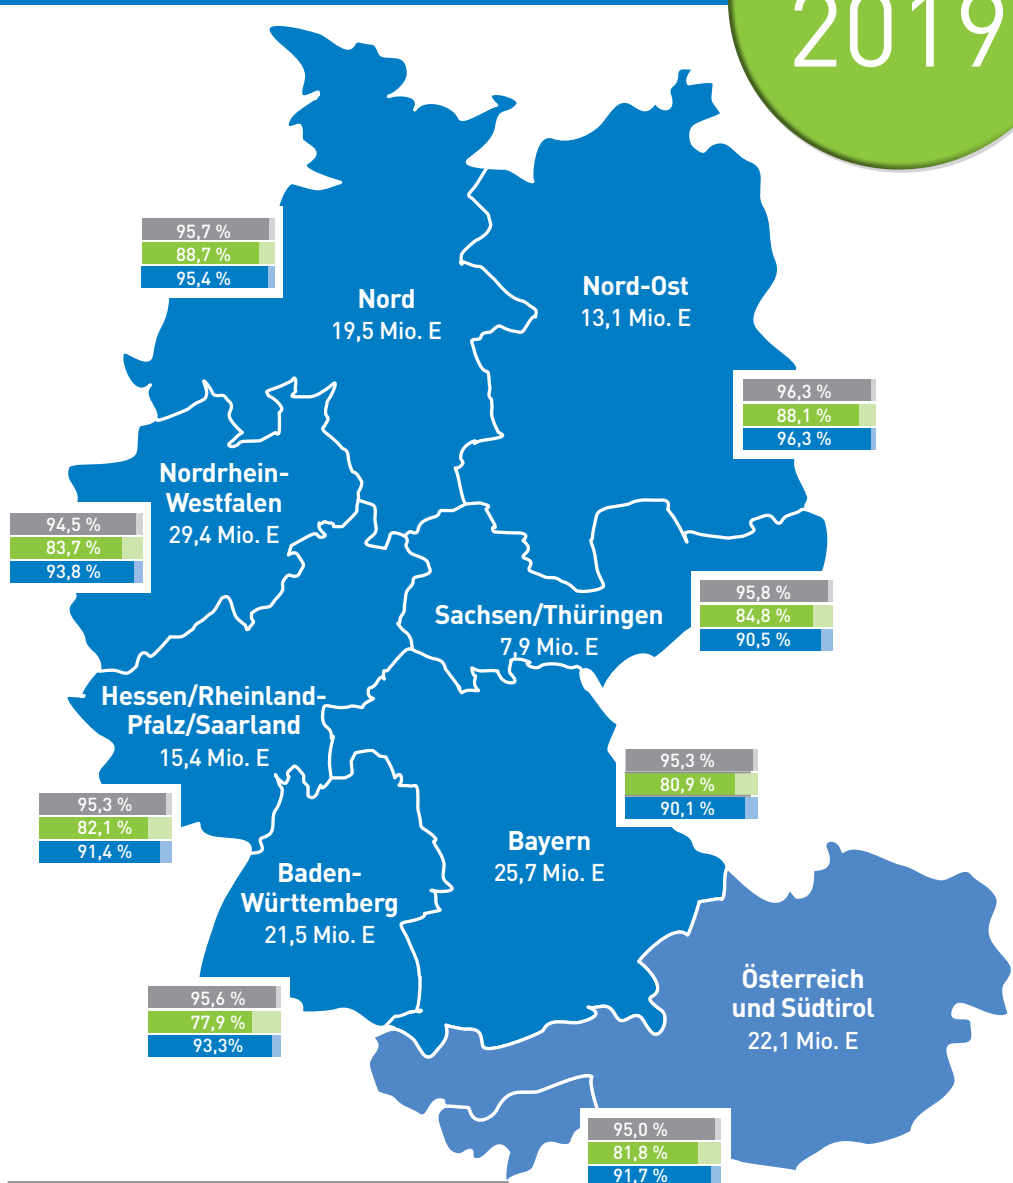 2019
95,7 %
88,7 %
95,4 %
Nord
19,5 Mio. E
Nord-Ost
13,1 Mio. E
96,3 %
88,1 %
96,3 %
Nordrhein-
Westfalen
29,4 Mio. E
94,5 %
83,7 %
93,8 %
Sachsen/Thüringen
7,9 Mio. E
95,8 %
84,8 %
90,5 %
Hessen/Rheinland-
Pfalz/Saarland
15,4 Mio. E
95,3 %
82,1 %
91,4 %
95,3 %
80,9 %
90,1 %
Bayern
25,7 Mio. E
Baden-
Württemberg
21,5 Mio. E
95,6 %
77,9 %
93,3%
Österreich
und Südtirol
22,1 Mio. E
95,0 %
81,8 %
91,7 %